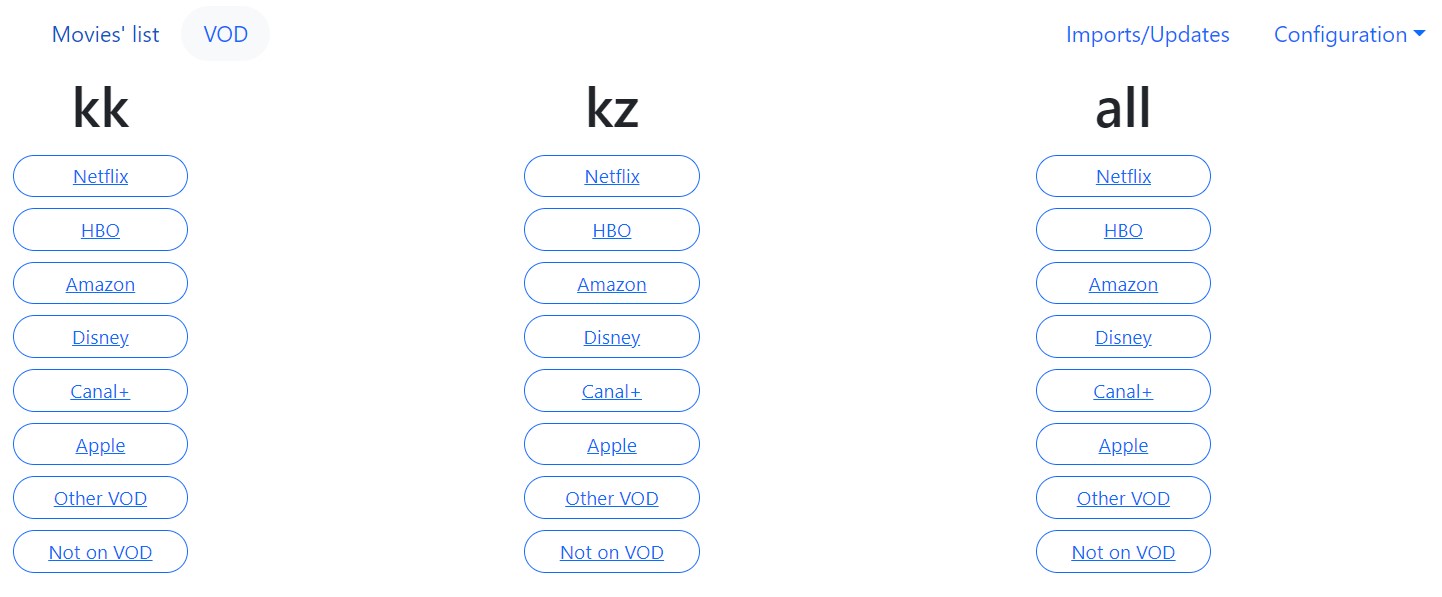 Movies' list VOD Imports/Updates Configuration
kk kz all
Netflix Netflix Netflix
HBO HBO HBO
Amazon Amazon Amazon
Disney Disney Disney
Canal+ Canal+ Canal+
Apple Apple Apple
Other VOD Other VOD Other VOD
Not on VOD Not on VOD Not on VOD